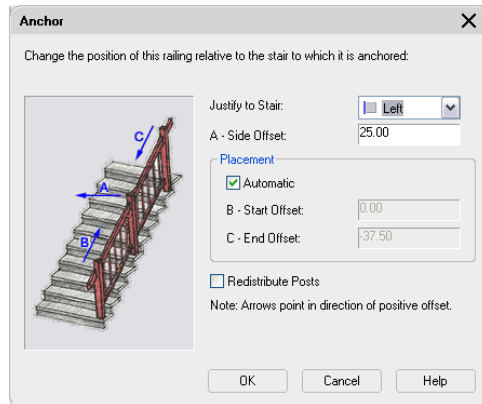 Anchor
Change the position of this railing relative to the stair to which it is anchored:
Justify to Stair: Left
A - Side Offset: 25.00
Placement
Automatic
B - Start Offset: 0.00
C - End Offset: -37.50
Redistribute Posts
Note: Arrows point in direction of positive offset.
C
A
B
OK Cancel Help